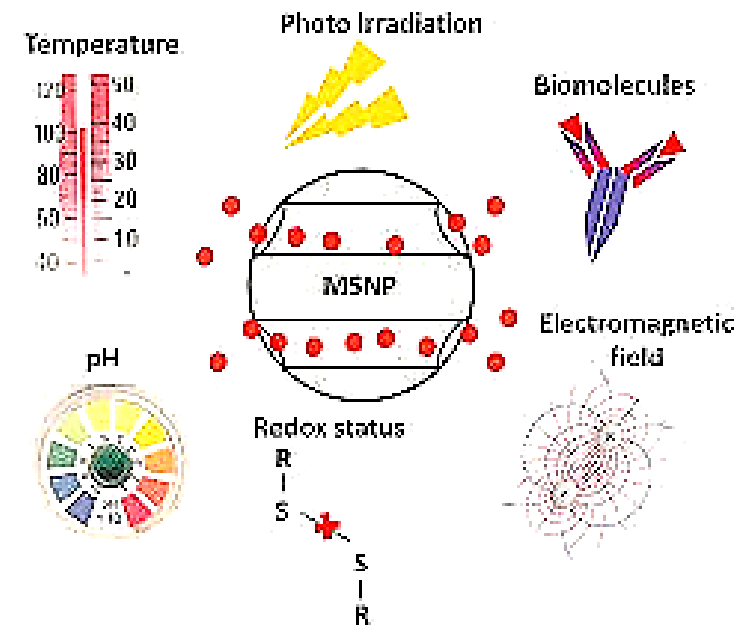 Photo Irradiation
Temperature
Biomolecules
120 50
100 40
80 30
60 20
40 10
MSNP
Electromagnetic
field
pH
Redox status
R
S
S
R